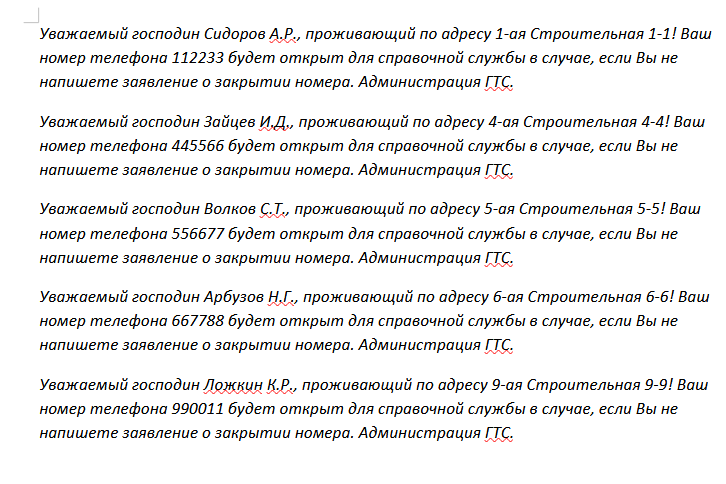 Уважаемый господин Сидоров А.Р., проживающий по адресу 1-ая Строительная 1-1! Ваш
номер телефона 112233 будет открыт для справочной службы в случае, если Вы не
напишете заявление о закрытии номера. Администрация ГТС.
Уважаемый господин Зайцев И.Д., проживающий по адресу 4-ая Строительная 4-4! Ваш
номер телефона 445566 будет открыт для справочной службы в случае, если Вы не
напишете заявление о закрытии номера. Администрация ГТС.
Уважаемый господин Волков С.Т., проживающий по адресу 5-ая Строительная 5-5! Ваш
номер телефона 556677 будет открыт для справочной службы в случае, если Вы не
напишете заявление о закрытии номера. Администрация ГТС.
Уважаемый господин Арбузов Н.Г., проживающий по адресу 6-ая Строительная 6-6! Ваш
номер телефона 667788 будет открыт для справочной службы в случае, если Вы не
напишете заявление о закрытии номера. Администрация ГТС.
Уважаемый господин Ложкин К.Р., проживающий по адресу 9-ая Строительная 9-9! Ваш
номер телефона 990011 будет открыт для справочной службы в случае, если Вы не
напишете заявление о закрытии номера. Администрация ГТС.